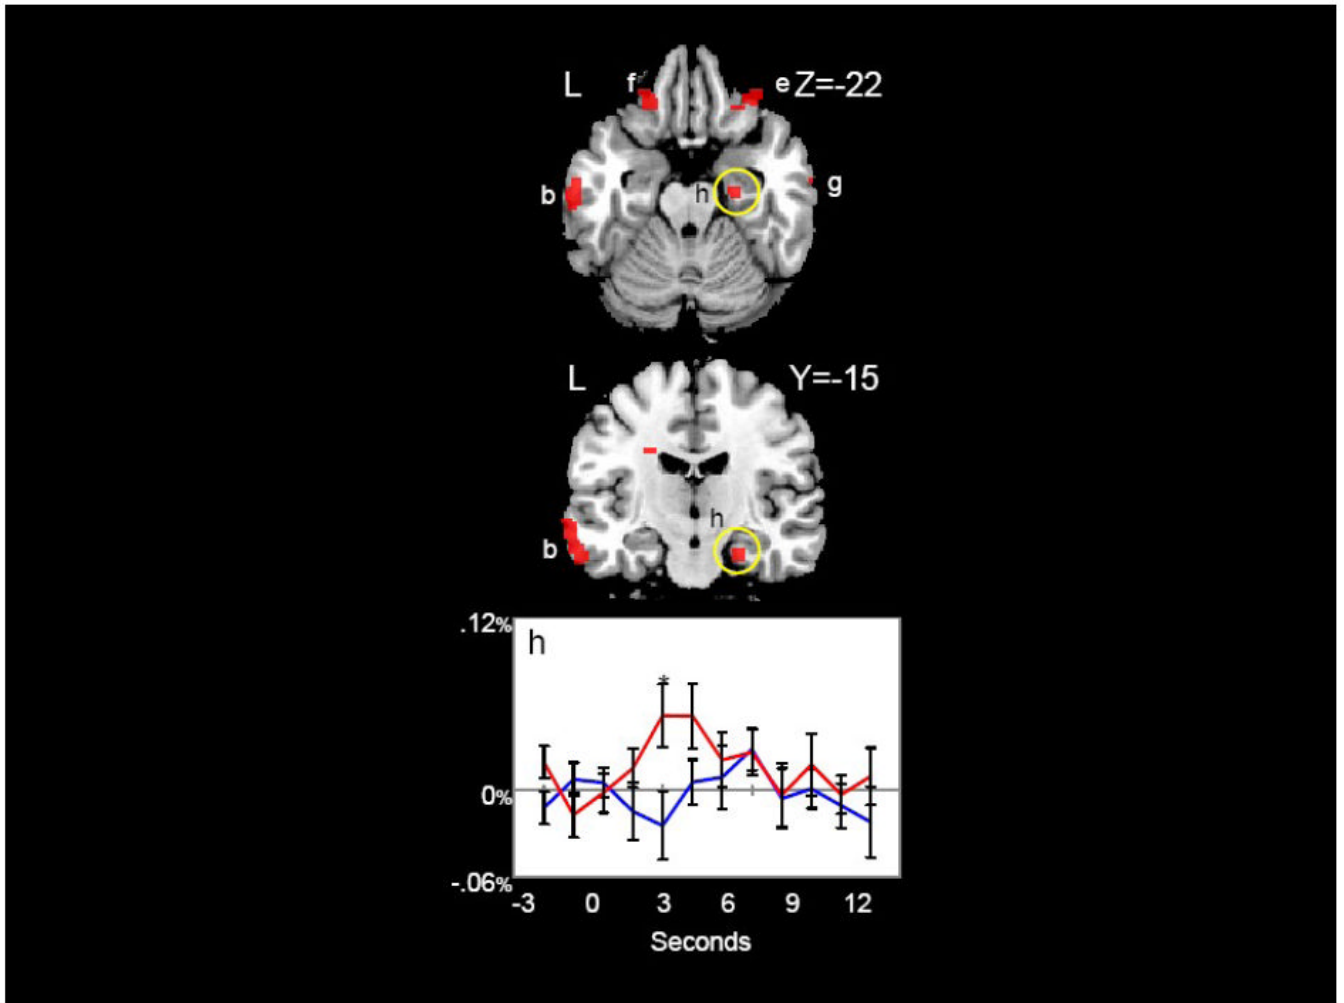 L f e Z=-22
b h g
L Y=-15
h
b
.12%
h
*
0%
-.06%
-3 0 3 6 9 12
Seconds